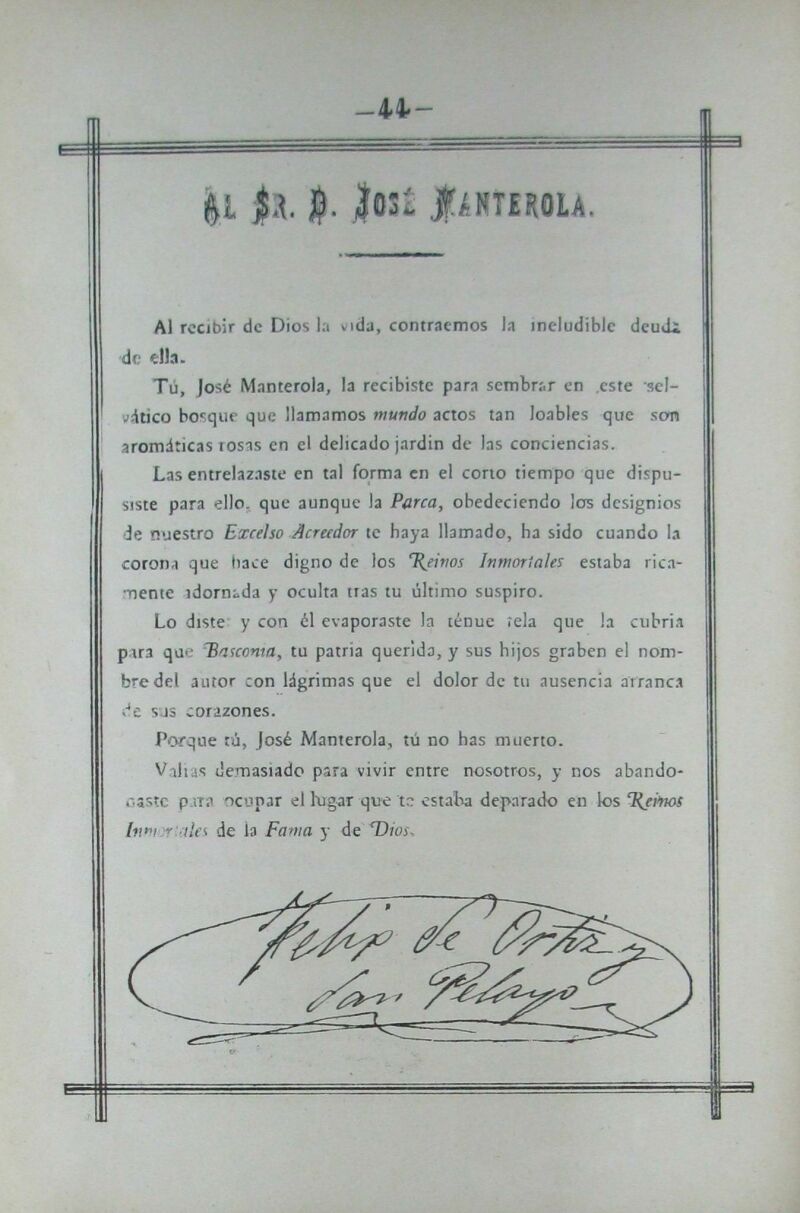 —44—
AL SR. D. JOSÉ MANTEROLA.
Al recibir de Dios la vida, contraemos la ineludible deuda
de ella.
Tú, José Manterola, la recibiste para sembrar en este sel-
vático bosque que llamamos mundo actos tan loables que son
aromáticas rosas en el delicado jardin de las conciencias.
Las entrelazaste en tal forma en el corto tiempo que dispu-
siste para ello, que aunque la Parca, obedeciendo los designios
de nuestro Excelso Acreedor te haya llamado, ha sido cuando la
corona que hace digno de los Reinos Inmortales estaba rica-
mente adornada y oculta tras tu último suspiro.
Lo diste y con él evaporaste la ténue tela que la cubria
para que Basconia, tu patria querida, y sus hijos graben el nom-
bre del autor con lágrimas que el dolor de tu ausencia arranca
de sus corazones.
Porque tú, José Manterola, tú no has muerto.
Valias demasiado para vivir entre nosotros, y nos abando-
naste para ocupar el lugar que te estaba deparado en los Reinos
Inmortales de la Fama y de Dios.
Felip de Ortiz y
San Pelayo